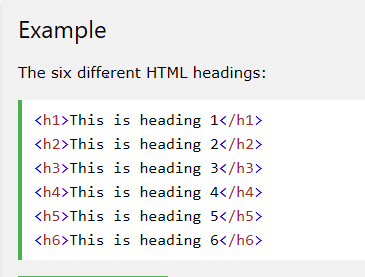 Example
The six different HTML headings:
<h1>This is heading 1</h1>
<h2>This is heading 2</h2>
<h3>This is heading 3</h3>
<h4>This is heading 4</h4>
<h5>This is heading 5</h5>
<h6>This is heading 6</h6>